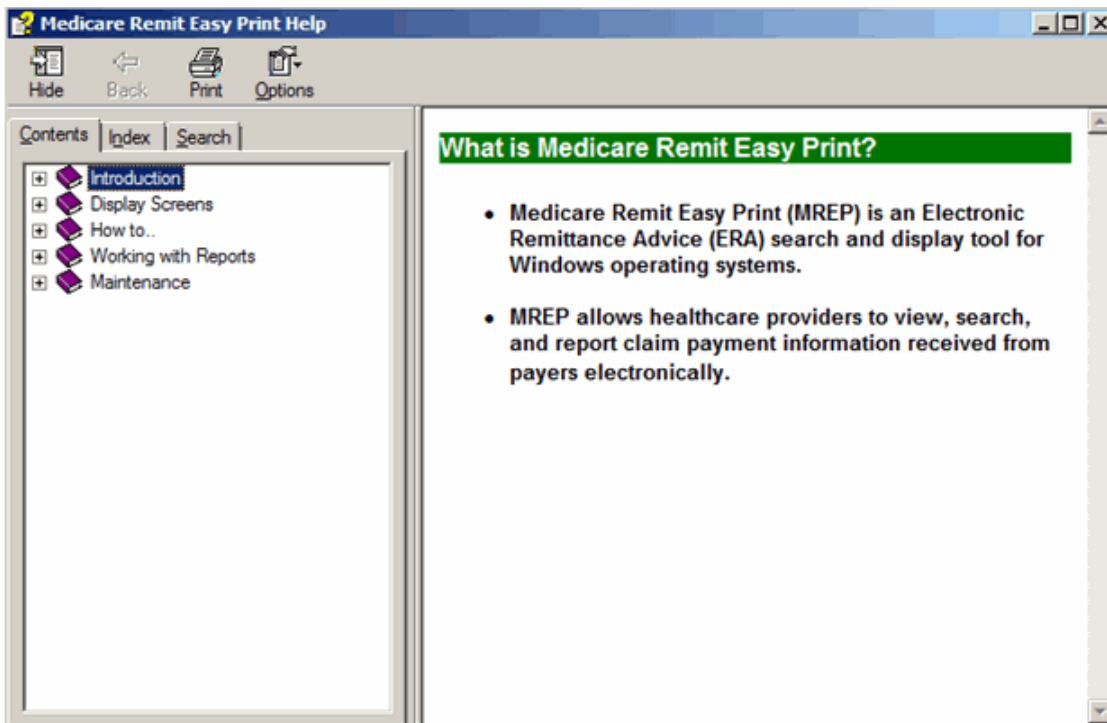 Medicare Remit Easy Print Help
Hide Back Print Options
Contents Index Search
Introduction
Display Screens
How to..
Working with Reports
Maintenance
What is Medicare Remit Easy Print?
• Medicare Remit Easy Print (MREP) is an Electronic
Remittance Advice (ERA) search and display tool for
Windows operating systems.
• MREP allows healthcare providers to view, search,
and report claim payment information received from
payers electronically.